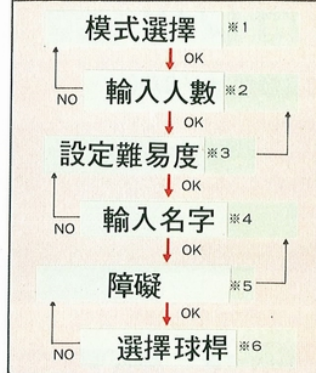 模式選擇 ※1
OK
NO 輸入人數 ※2
OK
設定難易度 ※3
OK
NO 輸入名字 ※4
OK
障礙 ※5
OK
NO 選擇球桿 ※6